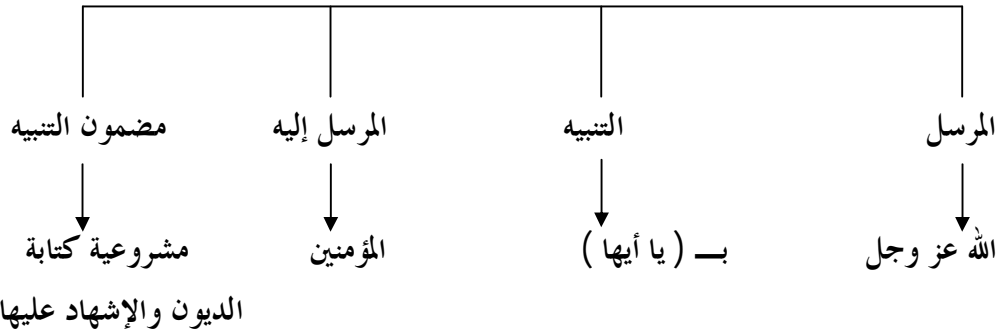 المرسل التنبيه المرسل إليه مضمون التنبيه
الله عز وجل بـــ ( يا أيها ) المؤمنين مشروعية كتابة
الديون والإشهاد عليها